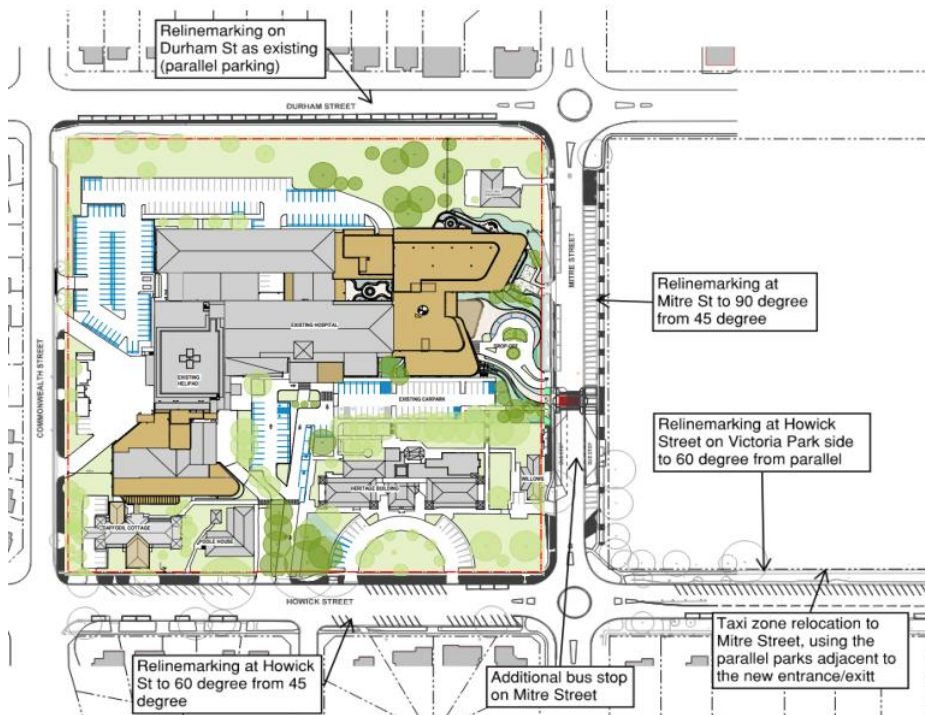 Relinemarking on
Durham St as existing
(parallel parking)
DURHAM STREET
MITRE STREET
Relinemarking at
Mitre St to 90 degree
from 45 degree
EXISTING HOSPITAL
DROP-OFF
EXISTING
HELIPAD
COMMONWEALTH STREET
EXISTING CARPARK
Relinemarking at Howick
Street on Victoria Park side
to 60 degree from parallel
HERITAGE BUILDING
WILLOWS
DAFFODIL COTTAGE
POOLE HOUSE
HOWICK STREET
Relinemarking at Howick
St to 60 degree from 45
degree
Additional bus stop
on Mitre Street
Taxi zone relocation to
Mitre Street, using the
parallel parks adjacent to
the new entrance/exitt